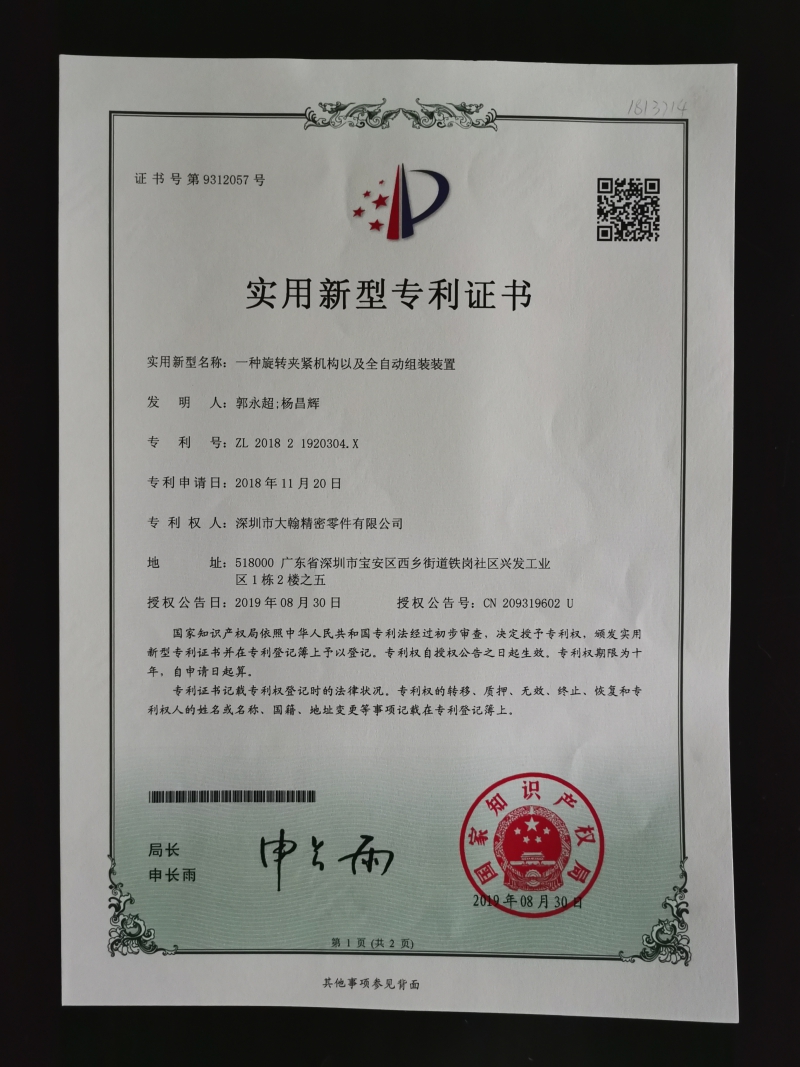 1813714
证书号第9312057号
实用新型专利证书
实用新型名称：一种旋转夹紧机构以及全自动组装装置
发明人：郭永超;杨昌辉
专利号：ZL 2018 2 1920304.X
专利申请日：2018年11月20日
专利权人：深圳市大翰精密零件有限公司
地址：518000 广东省深圳市宝安区西乡街道铁岗社区兴发工业
区1栋2楼之五
授权公告日：2019年08月30日 授权公告号：CN 209319602 U
国家知识产权局依照中华人民共和国专利法经过初步审查，决定授予专利权，颁发实用
新型专利证书并在专利登记簿上予以登记。专利权自授权公告之日起生效。专利权期限为十
年，自申请日起算。
专利证书记载专利权登记时的法律状况。专利权的转移、质押、无效、终止、恢复和专
利权人的姓名或名称、国籍、地址变更等事项记载在专利登记簿上。
局长
申长雨
申长雨
国家知识产权局
2019年08月30日
第1页(共2页)
其他事项参见背面